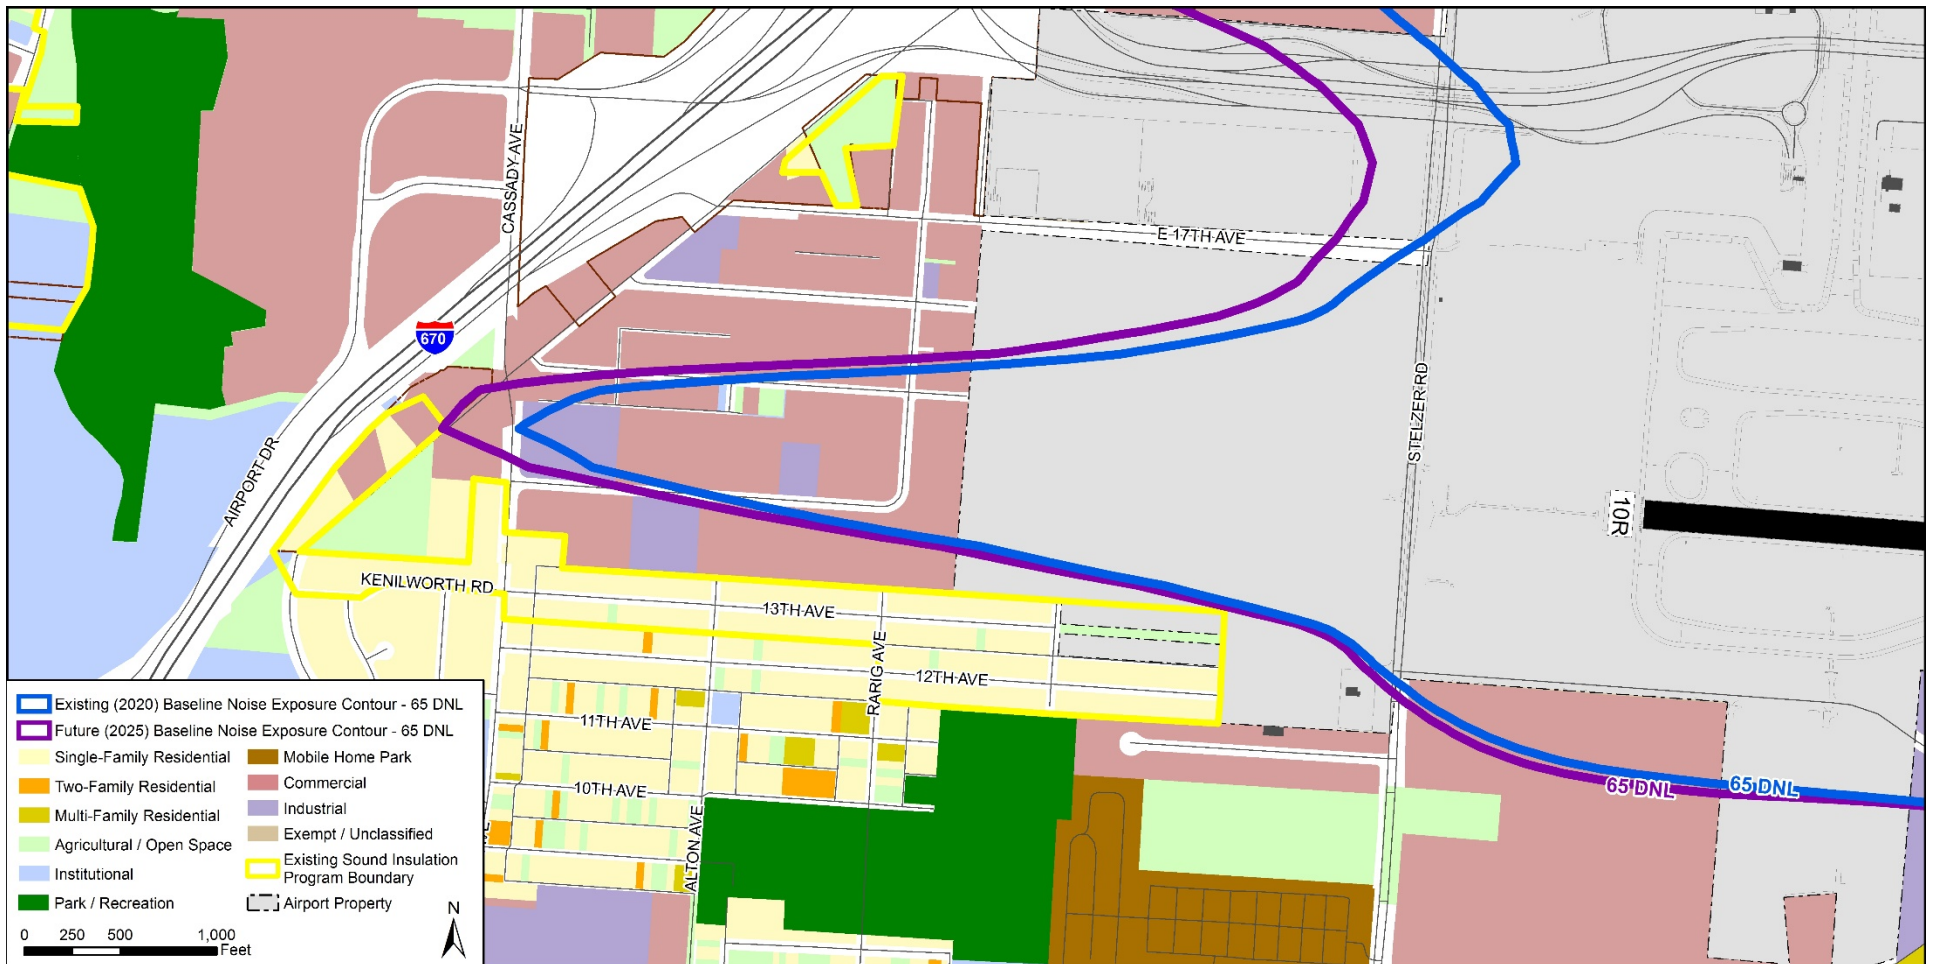 CASSADY AVE
E 17TH AVE
670
STELZER RD
AIRPORT DR
10R
KENILWORTH RD
13TH AVE
RARIG AVE
12TH AVE
11TH AVE
10TH AVE
ALTON AVE
65 DNL
65 DNL
Existing (2020) Baseline Noise Exposure Contour - 65 DNL
Future (2025) Baseline Noise Exposure Contour - 65 DNL
Single-Family Residential
Two-Family Residential
Multi-Family Residential
Agricultural / Open Space
Institutional
Park / Recreation
Mobile Home Park
Commercial
Industrial
Exempt / Unclassified
Existing Sound Insulation
Program Boundary
Airport Property
0 250 500 1,000
Feet
N